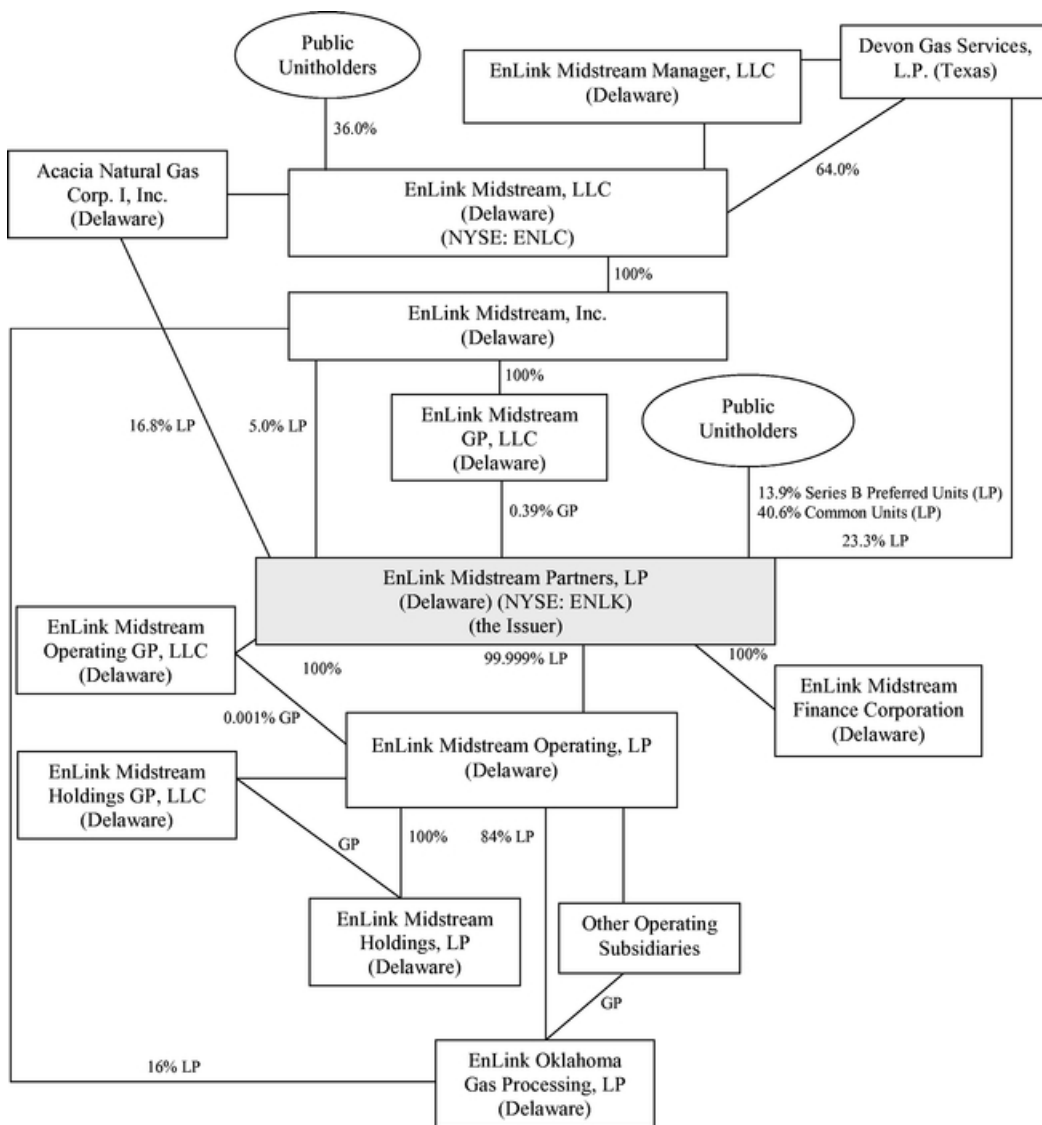 Public
Unitholders
EnLink Midstream Manager, LLC
(Delaware)
Devon Gas Services,
L.P. (Texas)
36.0%
64.0%
Acacia Natural Gas
Corp. I, Inc.
(Delaware)
EnLink Midstream, LLC
(Delaware)
(NYSE: ENLC)
100%
EnLink Midstream, Inc.
(Delaware)
100%
16.8% LP
5.0% LP
EnLink Midstream
GP, LLC
(Delaware)
Public
Unitholders
0.39% GP
13.9% Series B Preferred Units (LP)
40.6% Common Units (LP)
23.3% LP
EnLink Midstream Partners, LP
(Delaware) (NYSE: ENLK)
(the Issuer)
EnLink Midstream
Operating GP, LLC
(Delaware)
100%
99.999% LP
100%
EnLink Midstream
Finance Corporation
(Delaware)
0.001% GP
EnLink Midstream Operating, LP
(Delaware)
EnLink Midstream
Holdings GP, LLC
(Delaware)
GP
100%
84% LP
EnLink Midstream
Holdings, LP
(Delaware)
Other Operating
Subsidiaries
GP
16% LP
EnLink Oklahoma
Gas Processing, LP
(Delaware)